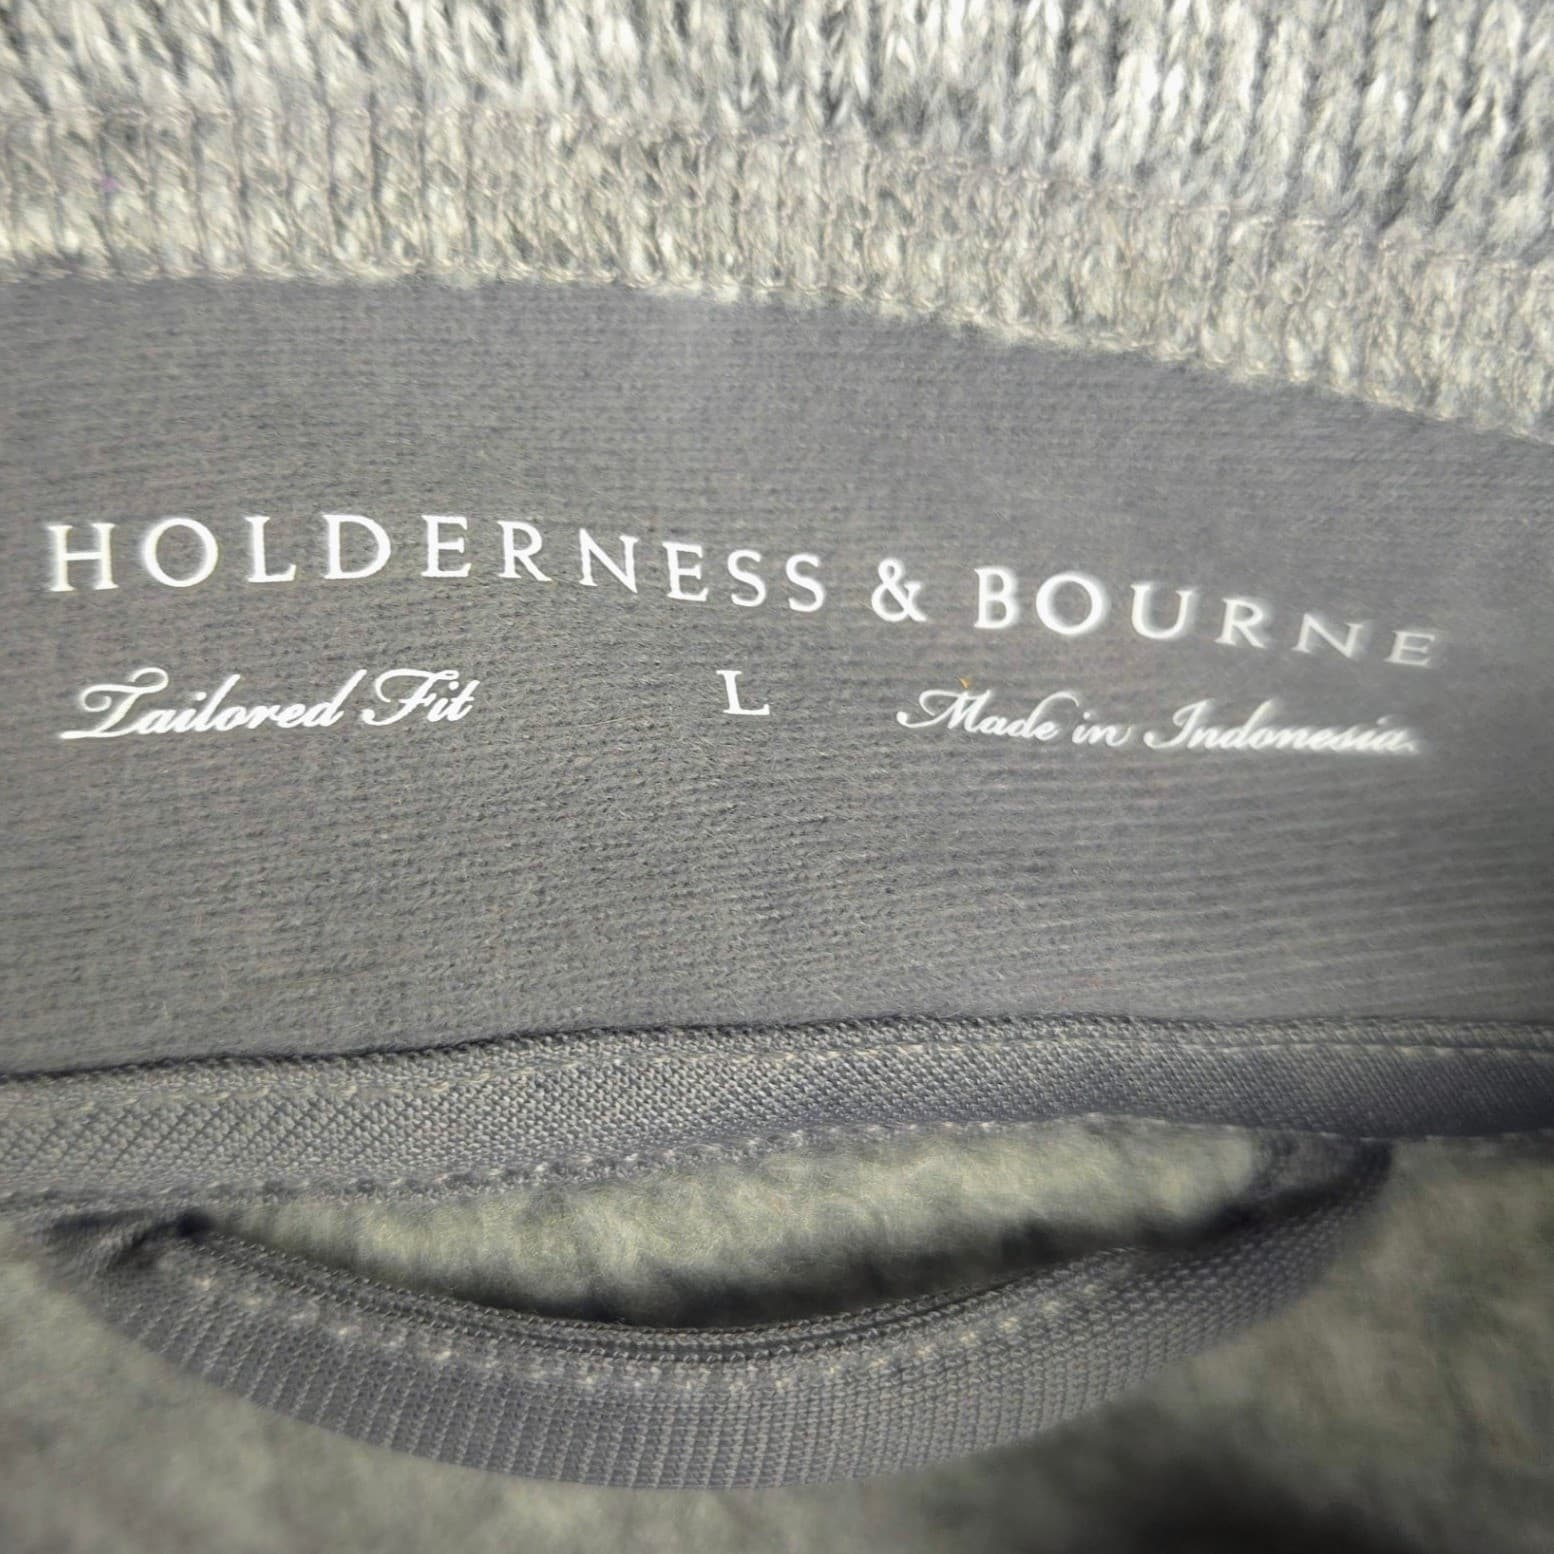 HOLDERNESS & BOURNE
Tailored Fit L Made in Indonesia